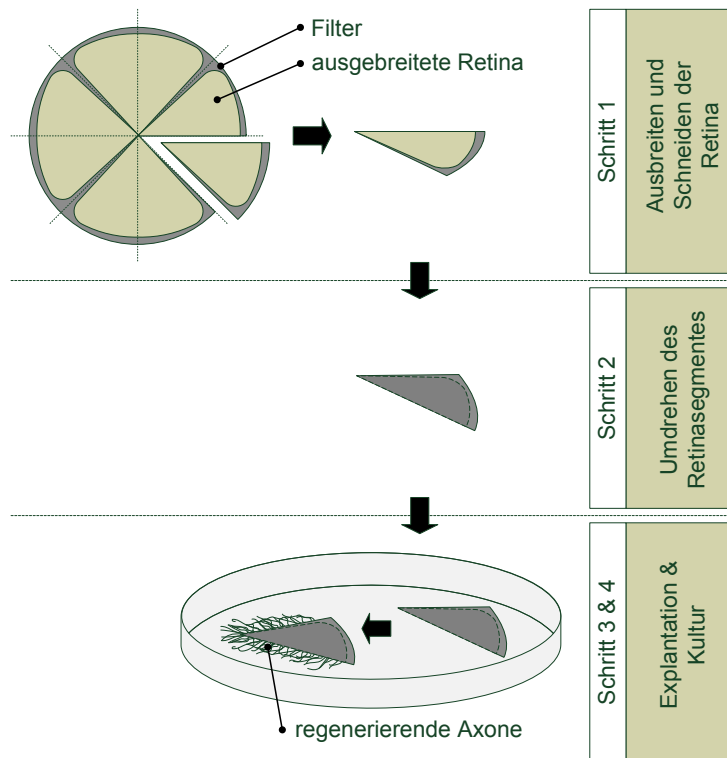 Filter
ausgebreitete Retina
Schritt 1
Ausbreiten und
Schneiden der
Retina
Schritt 2
Umdrehen des
Retinasegmentes
Schritt 3 & 4
Explantation &
Kultur
regenerierende Axone